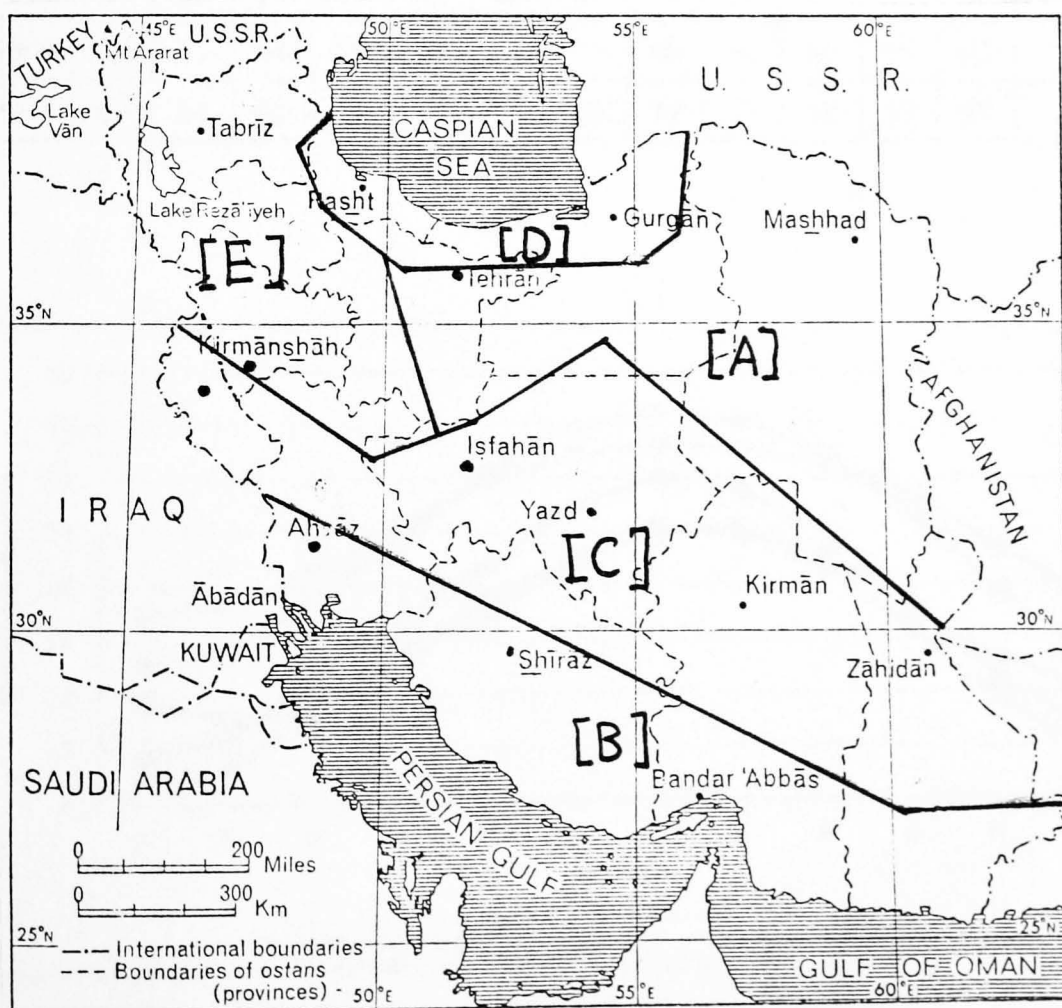 45°E
50°E
55°E
60°E
TURKEY
Mt Ararat
U.S.S.R.
U. S. S. R.
Lake
Vān
Tabrīz
CASPIAN
SEA
Lake Rezā'īyeh
Rasht
Gurgān
Mashhad
[D]
[E]
Tehrān
35°N
35°N
Kirmānshāh
[A]
AFGHANISTAN
Iṣfahān
IRAQ
Yazd
Ahvāz
[C]
Kirmān
Ābādān
30°N
30°N
KUWAIT
Shīraz
Zāhidān
[B]
SAUDI ARABIA
PERSIAN GULF
Bandar 'Abbās
0 200 Miles
0 300 Km
25°N
25°N
International boundaries
Boundaries of ostans
(provinces)
GULF OF OMAN
50°E
55°E
60°E